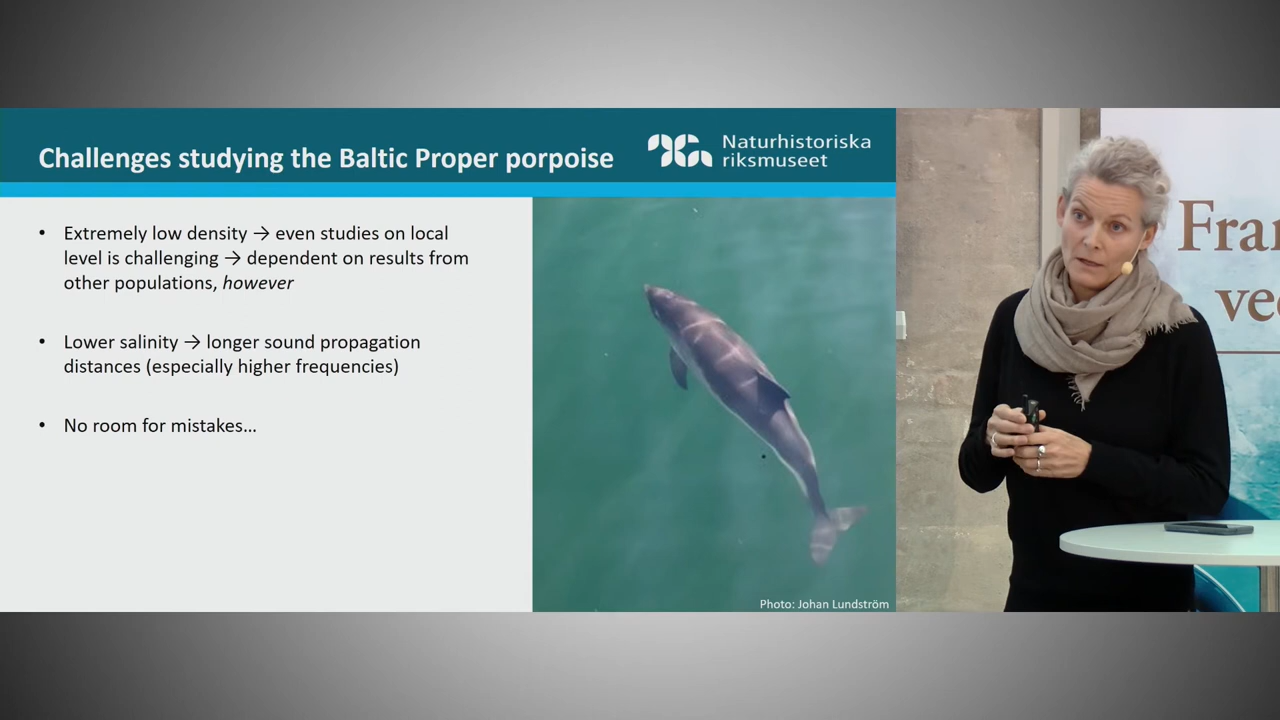 Challenges studying the Baltic Proper porpoise
Naturhistoriska
riksmuseet
• Extremely low density → even studies on local
level is challenging → dependent on results from
other populations, however
• Lower salinity → longer sound propagation
distances (especially higher frequencies)
• No room for mistakes...
Photo: Johan Lundström